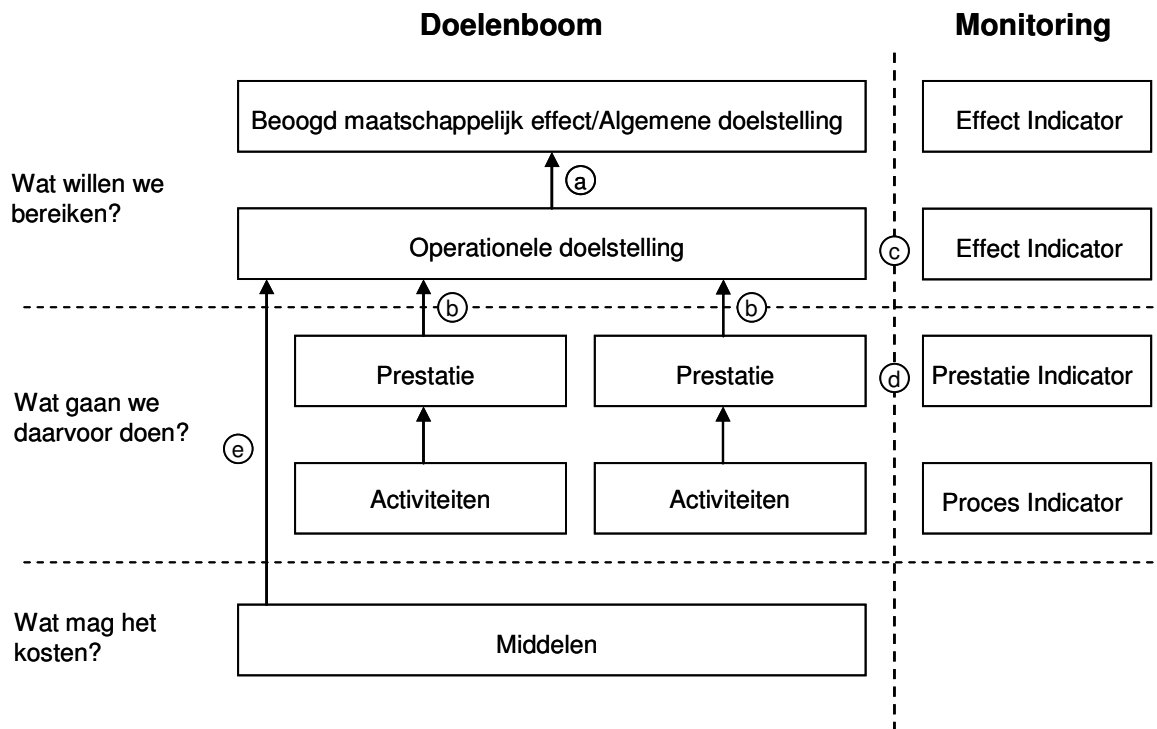 Doelenboom
Monitoring
Beoogd maatschappelijk effect/Algemene doelstelling
Effect Indicator
Wat willen we
bereiken?
a
Operationele doelstelling
c
Effect Indicator
b
b
Wat gaan we
daarvoor doen?
Prestatie
Prestatie
d
Prestatie Indicator
e
Activiteiten
Activiteiten
Proces Indicator
Wat mag het
kosten?
Middelen